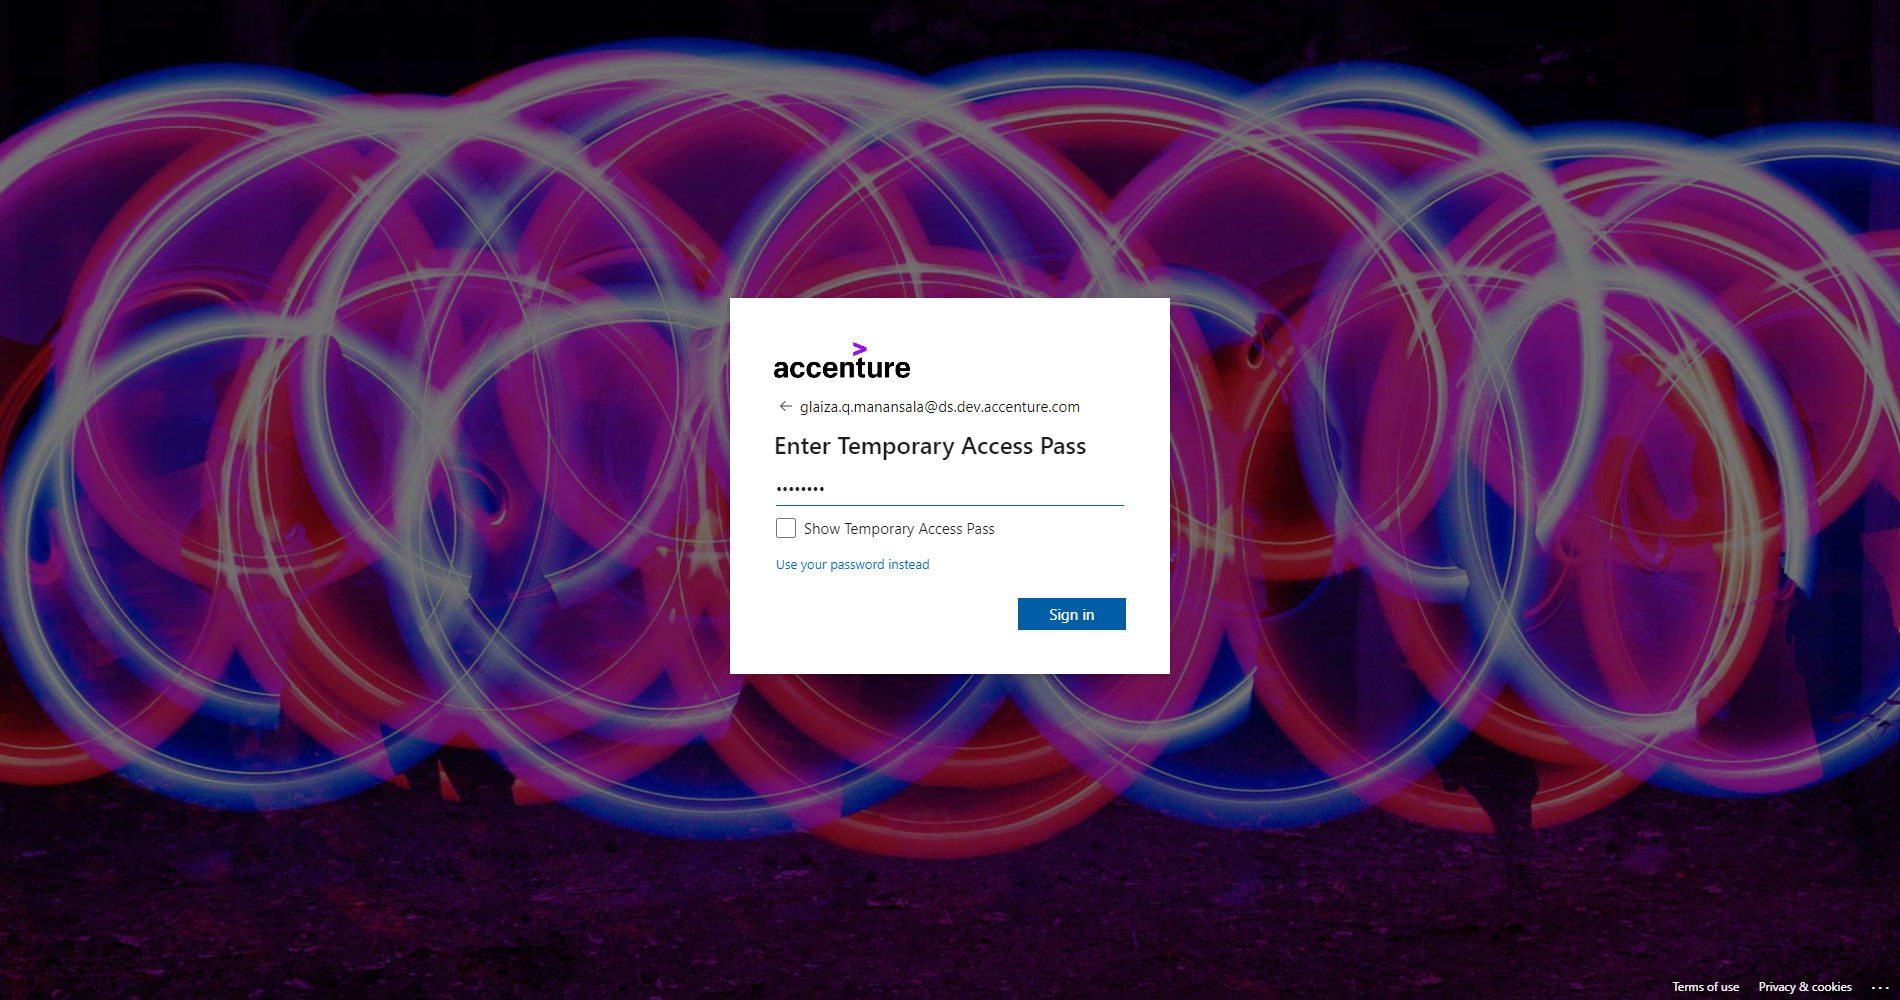 accenture
glaiza.q.manansala@ds.dev.accenture.com
Enter Temporary Access Pass
••••••••
Show Temporary Access Pass
Use your password instead
Sign in
Terms of use Privacy & cookies ...